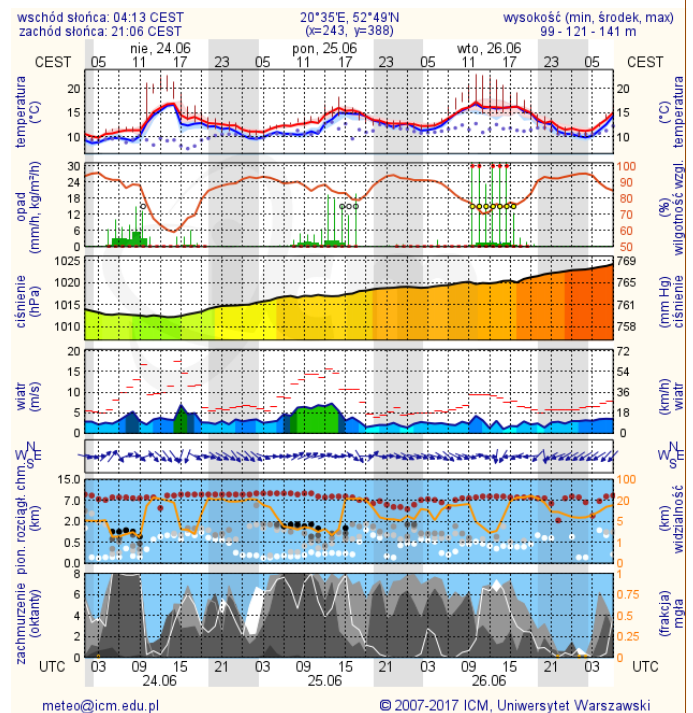 wschód słońca: 04:13 CEST 20°35'E, 52°49'N wysokość (min, środek, max)
zachód słońca: 21:06 CEST (x=243, y=388) 99 - 121 - 141 m
nie, 24.06 pon, 25.06 wto, 26.06
CEST 05 11 17 23 05 11 17 23 05 11 17 23 05 CEST
temperatura
(°C)
20
15
10
20
15
10
temperatura
(°C)
opad
(mm/h, kg/m²/h)
30
24
18
12
6
0
100
90
80
70
60
50
(%)
wilgotność wzgl.
ciśnienie
(hPa)
1025
1020
1015
1010
769
765
761
758
(mm Hg)
ciśnienie
wiatr
(m/s)
20
15
10
5
0
72
54
36
18
0
(km/h)
wiatr
N
W E
S
N
W E
S
pion. rozciągł. chm.
(km)
15.0
7.0
2.0
0.5
0.0
100
20
5
1
0
(km)
widzialność
zachmurzenie
(oktanty)
8
6
4
2
0
1
0.75
0.5
0.25
0
(frakcja)
mgła
UTC 03 09 15 21 03 09 15 21 03 09 15 21 03 UTC
24.06 25.06 26.06
meteo@icm.edu.pl © 2007-2017 ICM, Uniwersytet Warszawski